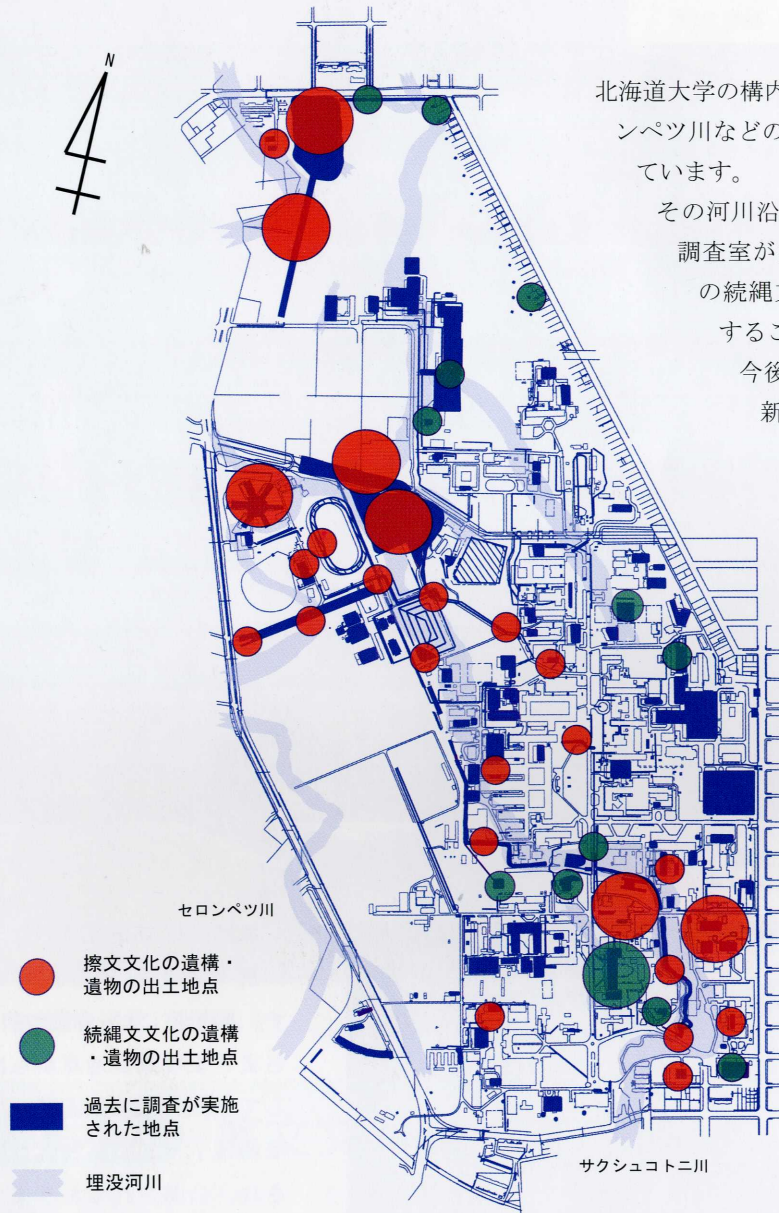 N
北海道大学の構内
ンペツ川などの
ています。
その河川沿
調査室が
の続縄文
するこ
今後
新
セロンペツ川
擦文文化の遺構・
遺物の出土地点
続縄文文化の遺構
・遺物の出土地点
過去に調査が実施
された地点
埋没河川
サクシュコトニ川